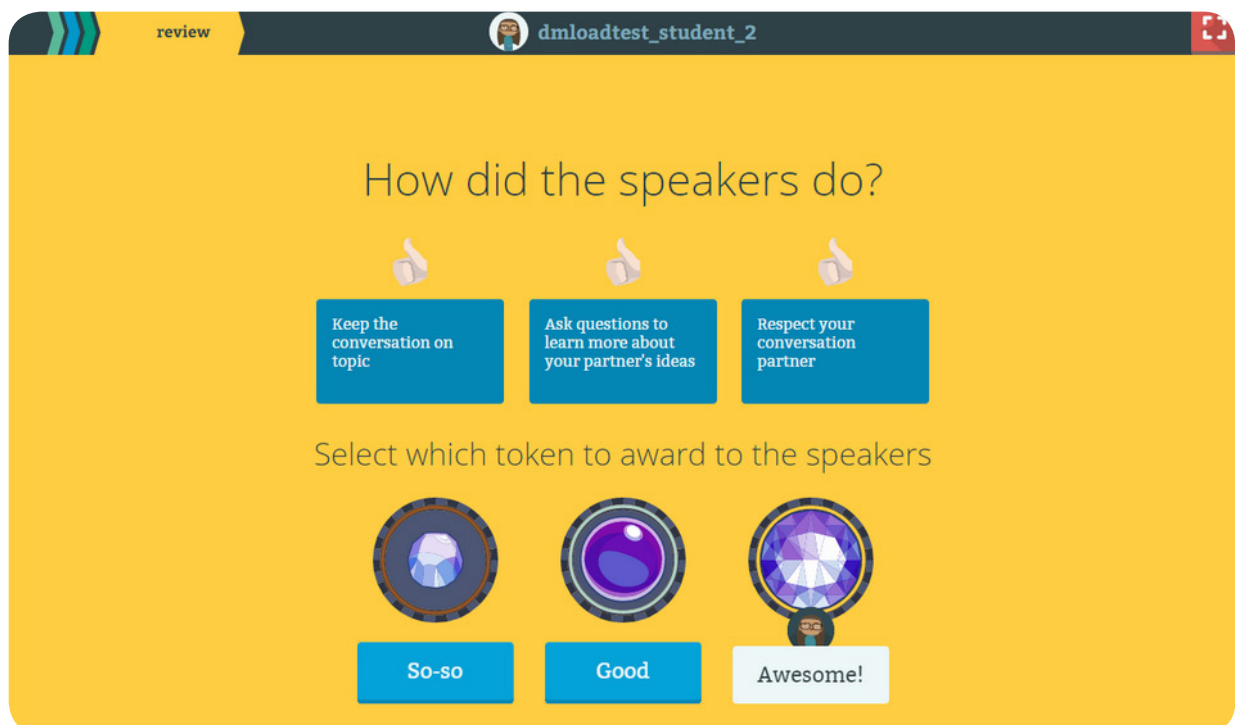 review
dmloadtest_student_2
How did the speakers do?
Keep the
conversation on
topic
Ask questions to
learn more about
your partner's ideas
Respect your
conversation
partner
Select which token to award to the speakers
So-so
Good
Awesome!